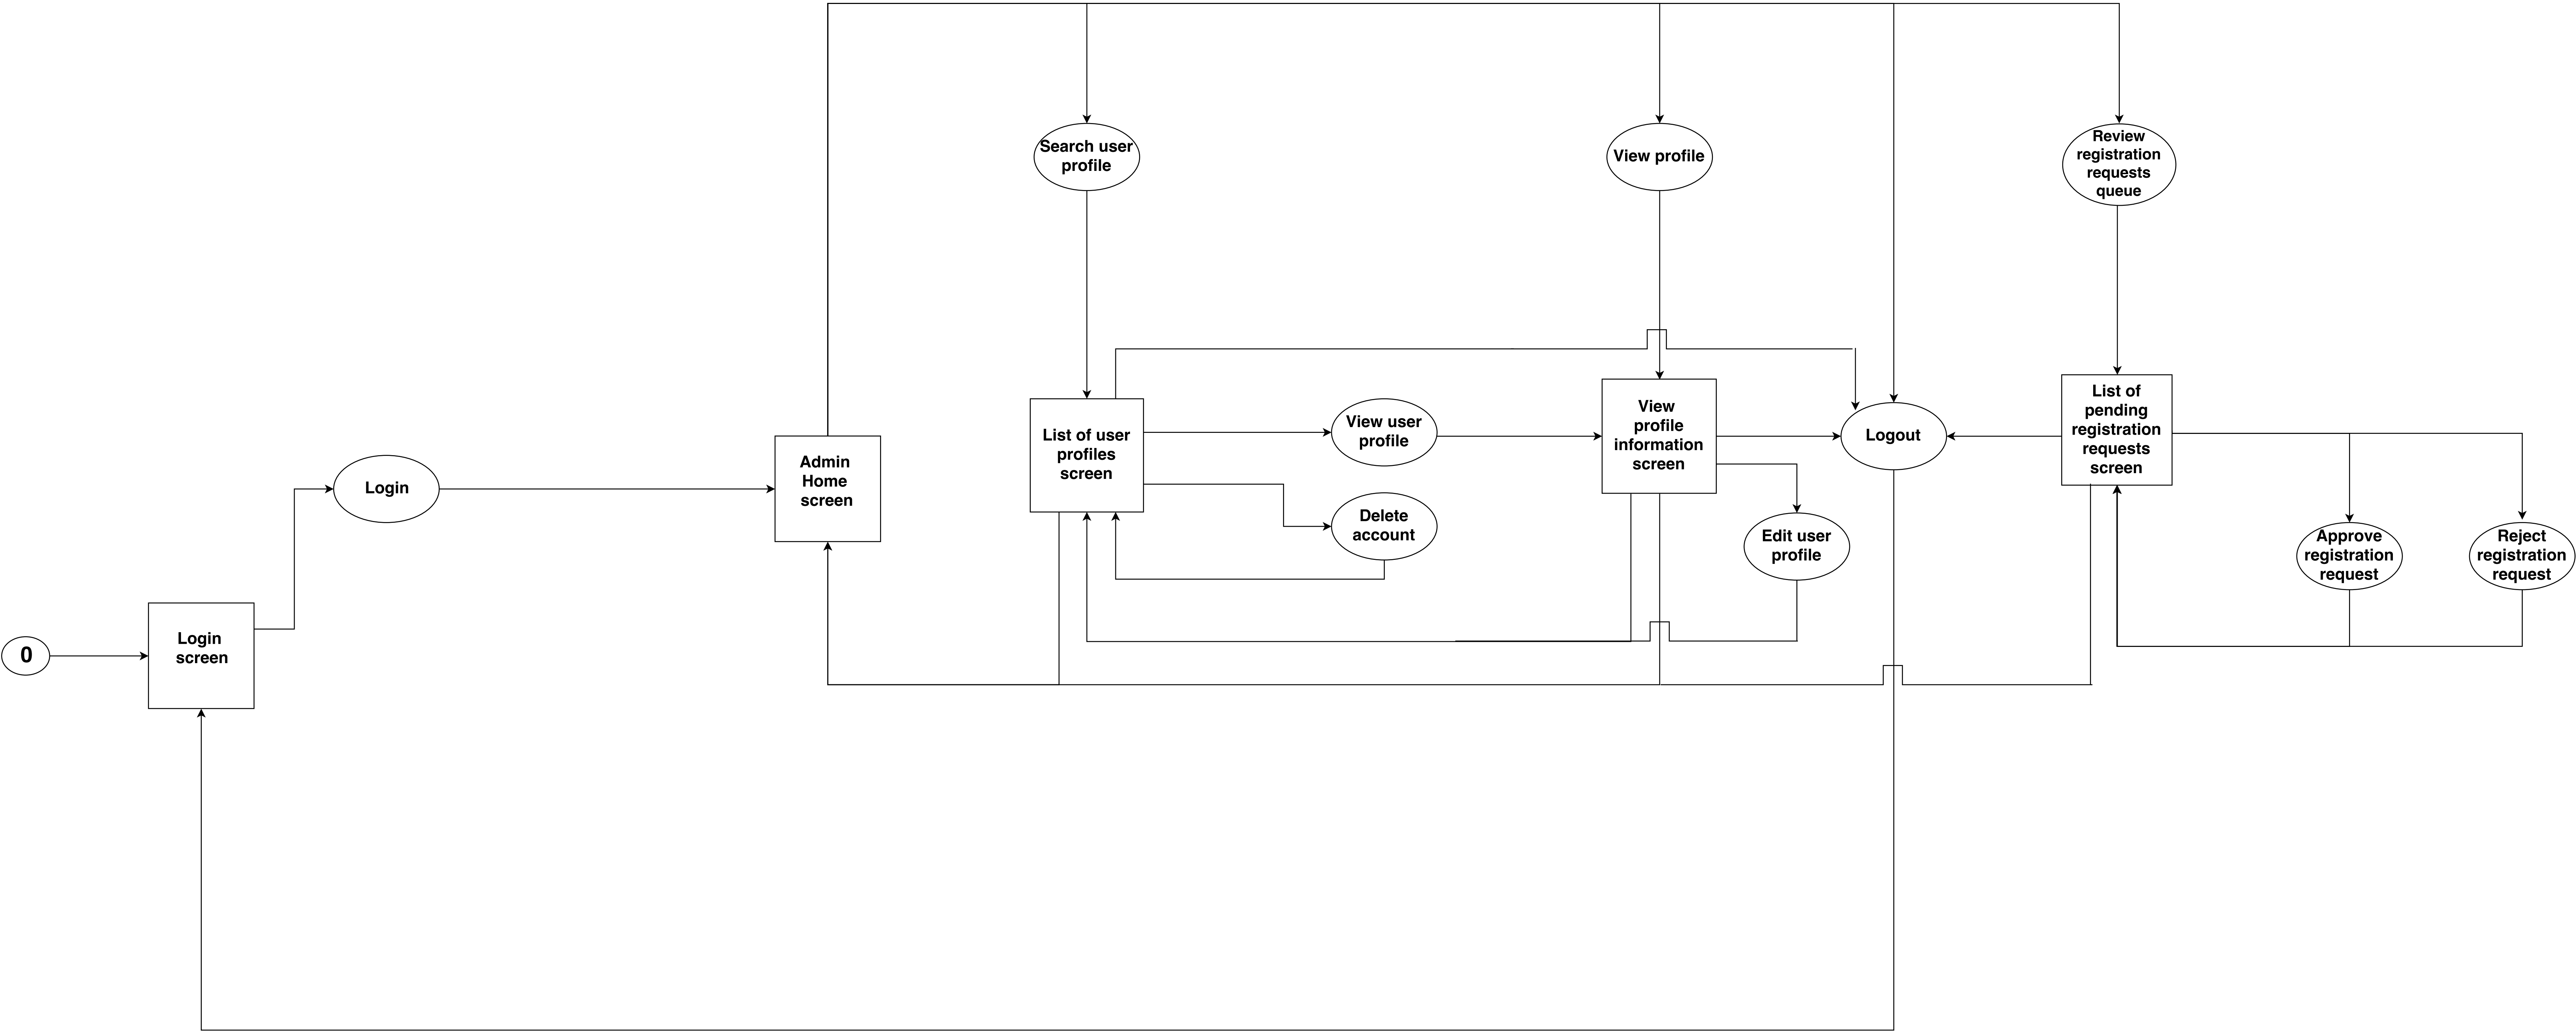 Search user
profile
View profile
Review
registration
requests
queue
List of user
profiles
screen
View user
profile
View
profile
information
screen
Logout
List of
pending
registration
requests
screen
Login
Admin
Home
screen
Delete
account
Edit user
profile
Approve
registration
request
Reject
registration
request
0
Login
screen